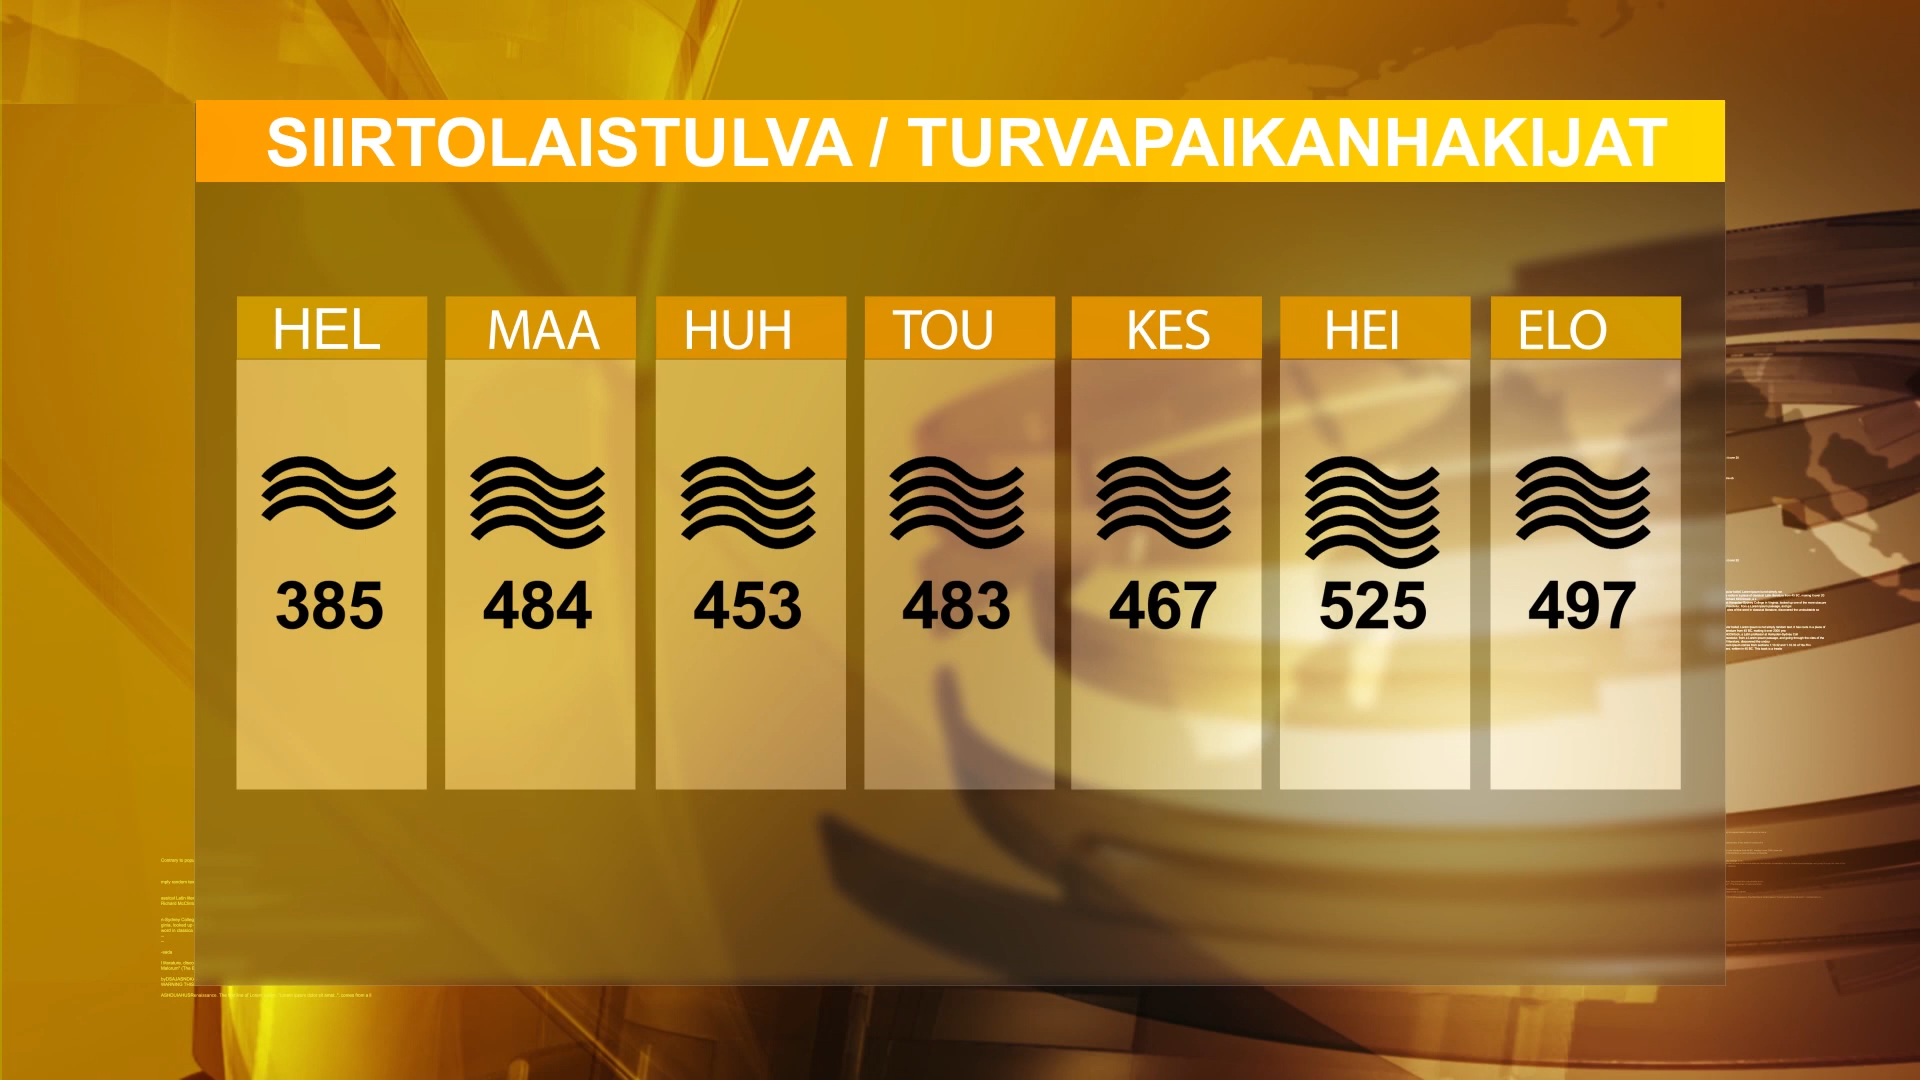 SIIRTOLAISTULVA / TURVAPAIKANHAKIJAT
HEL MAA HUH TOU KES HEI ELO
385 484 453 483 467 525 497